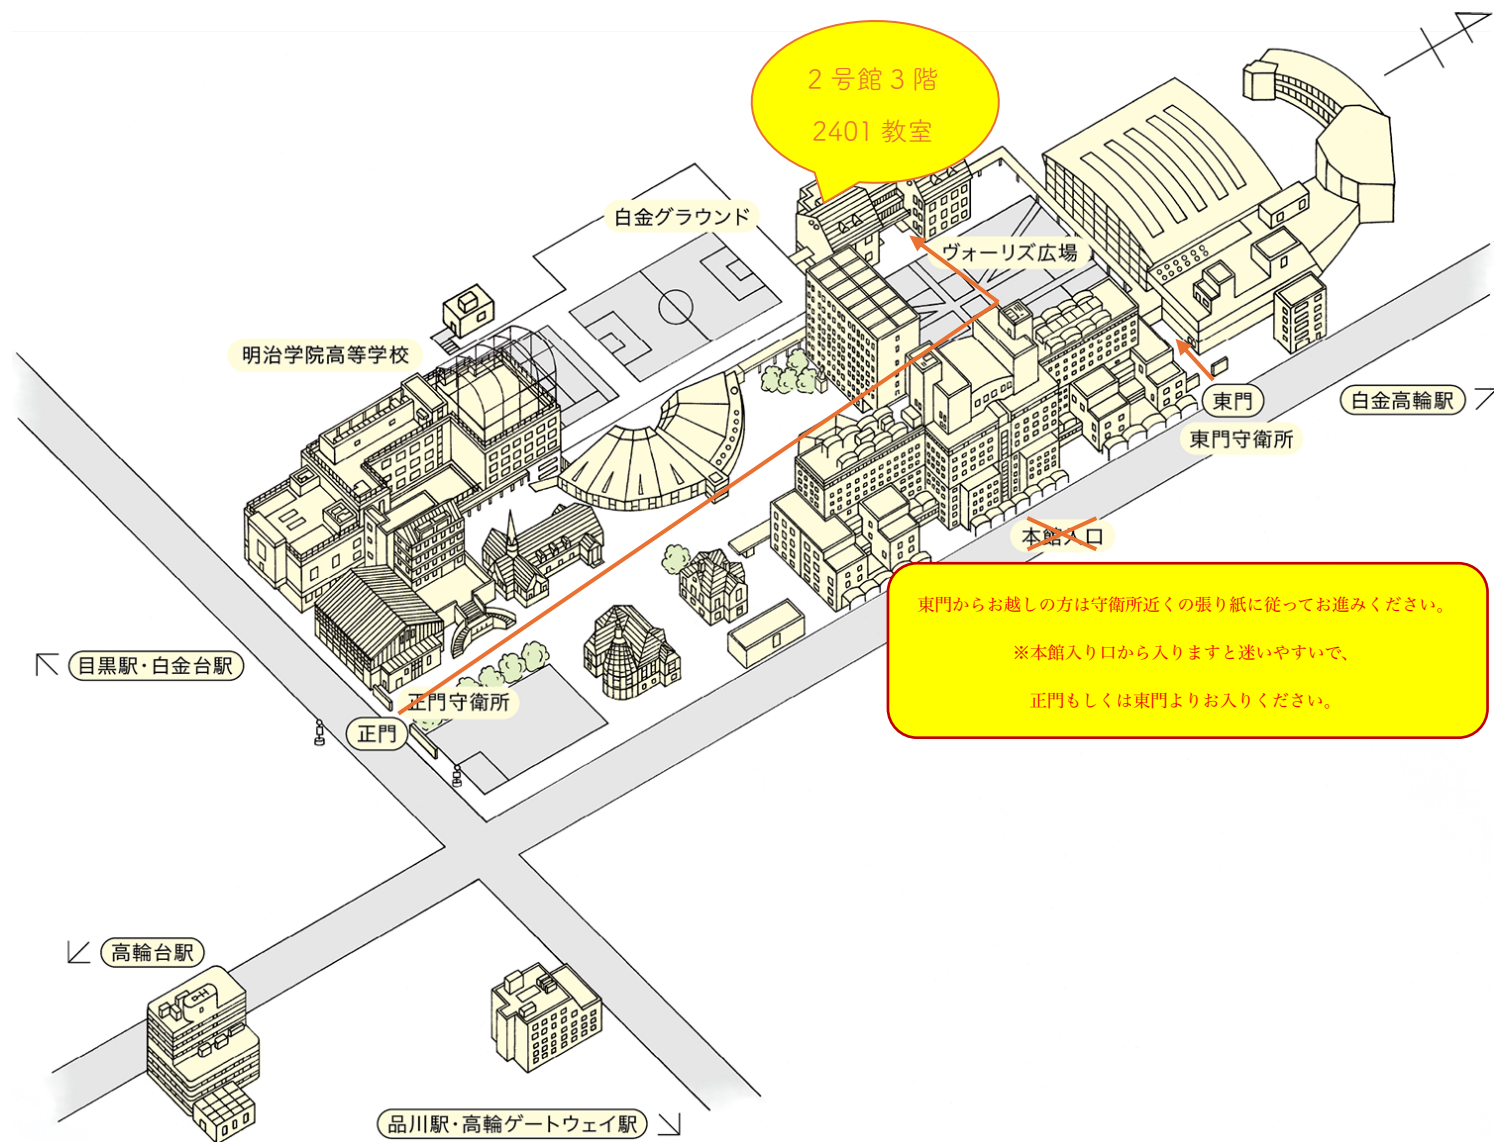 2号館3階
2401教室
白金グラウンド
ヴォーリズ広場
明治学院高等学校
東門
白金高輪駅
東門守衛所
本館入口
東門からお越しの方は守衛所近くの張り紙に従ってお進みください。
※本館入り口から入りますと迷いやすいで、
正門もしくは東門よりお入りください。
目黒駅・白金台駅
正門守衛所
正門
高輪台駅
品川駅・高輪ゲートウェイ駅